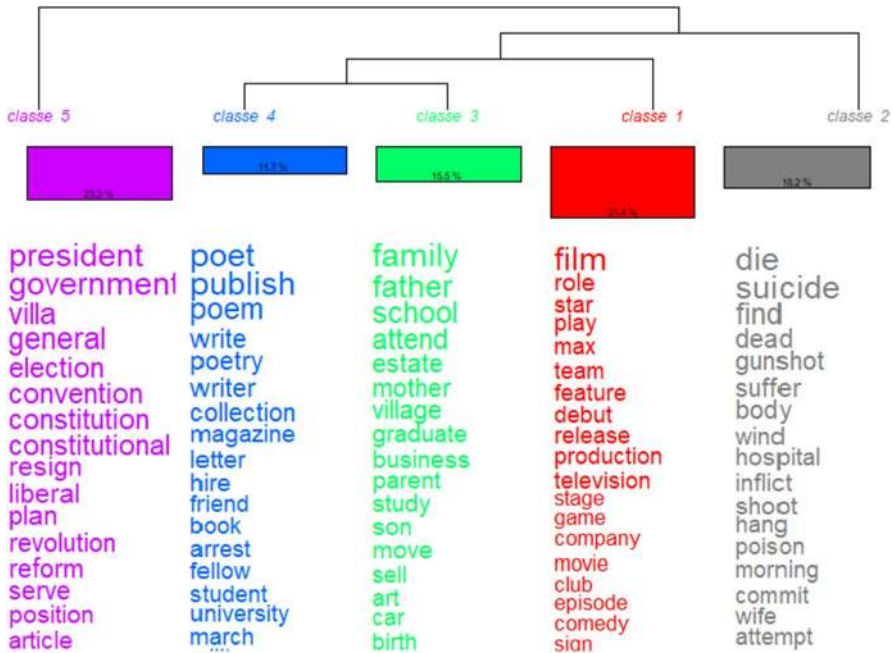 classe 5
classe 4
classe 3
classe 1
classe 2
23.2 %
11.7 %
15.5 %
31.4 %
18.2 %
president
government
villa
general
election
convention
constitution
constitutional
resign
liberal
plan
revolution
reform
serve
position
article
poet
publish
poem
write
poetry
writer
collection
magazine
letter
hire
friend
book
arrest
fellow
student
university
march
family
father
school
attend
estate
mother
village
graduate
business
parent
study
son
move
sell
art
car
birth
film
role
star
play
max
team
feature
debut
release
production
television
stage
game
company
movie
club
episode
comedy
sign
die
suicide
find
dead
gunshot
suffer
body
wind
hospital
inflict
shoot
hang
poison
morning
commit
wife
attempt